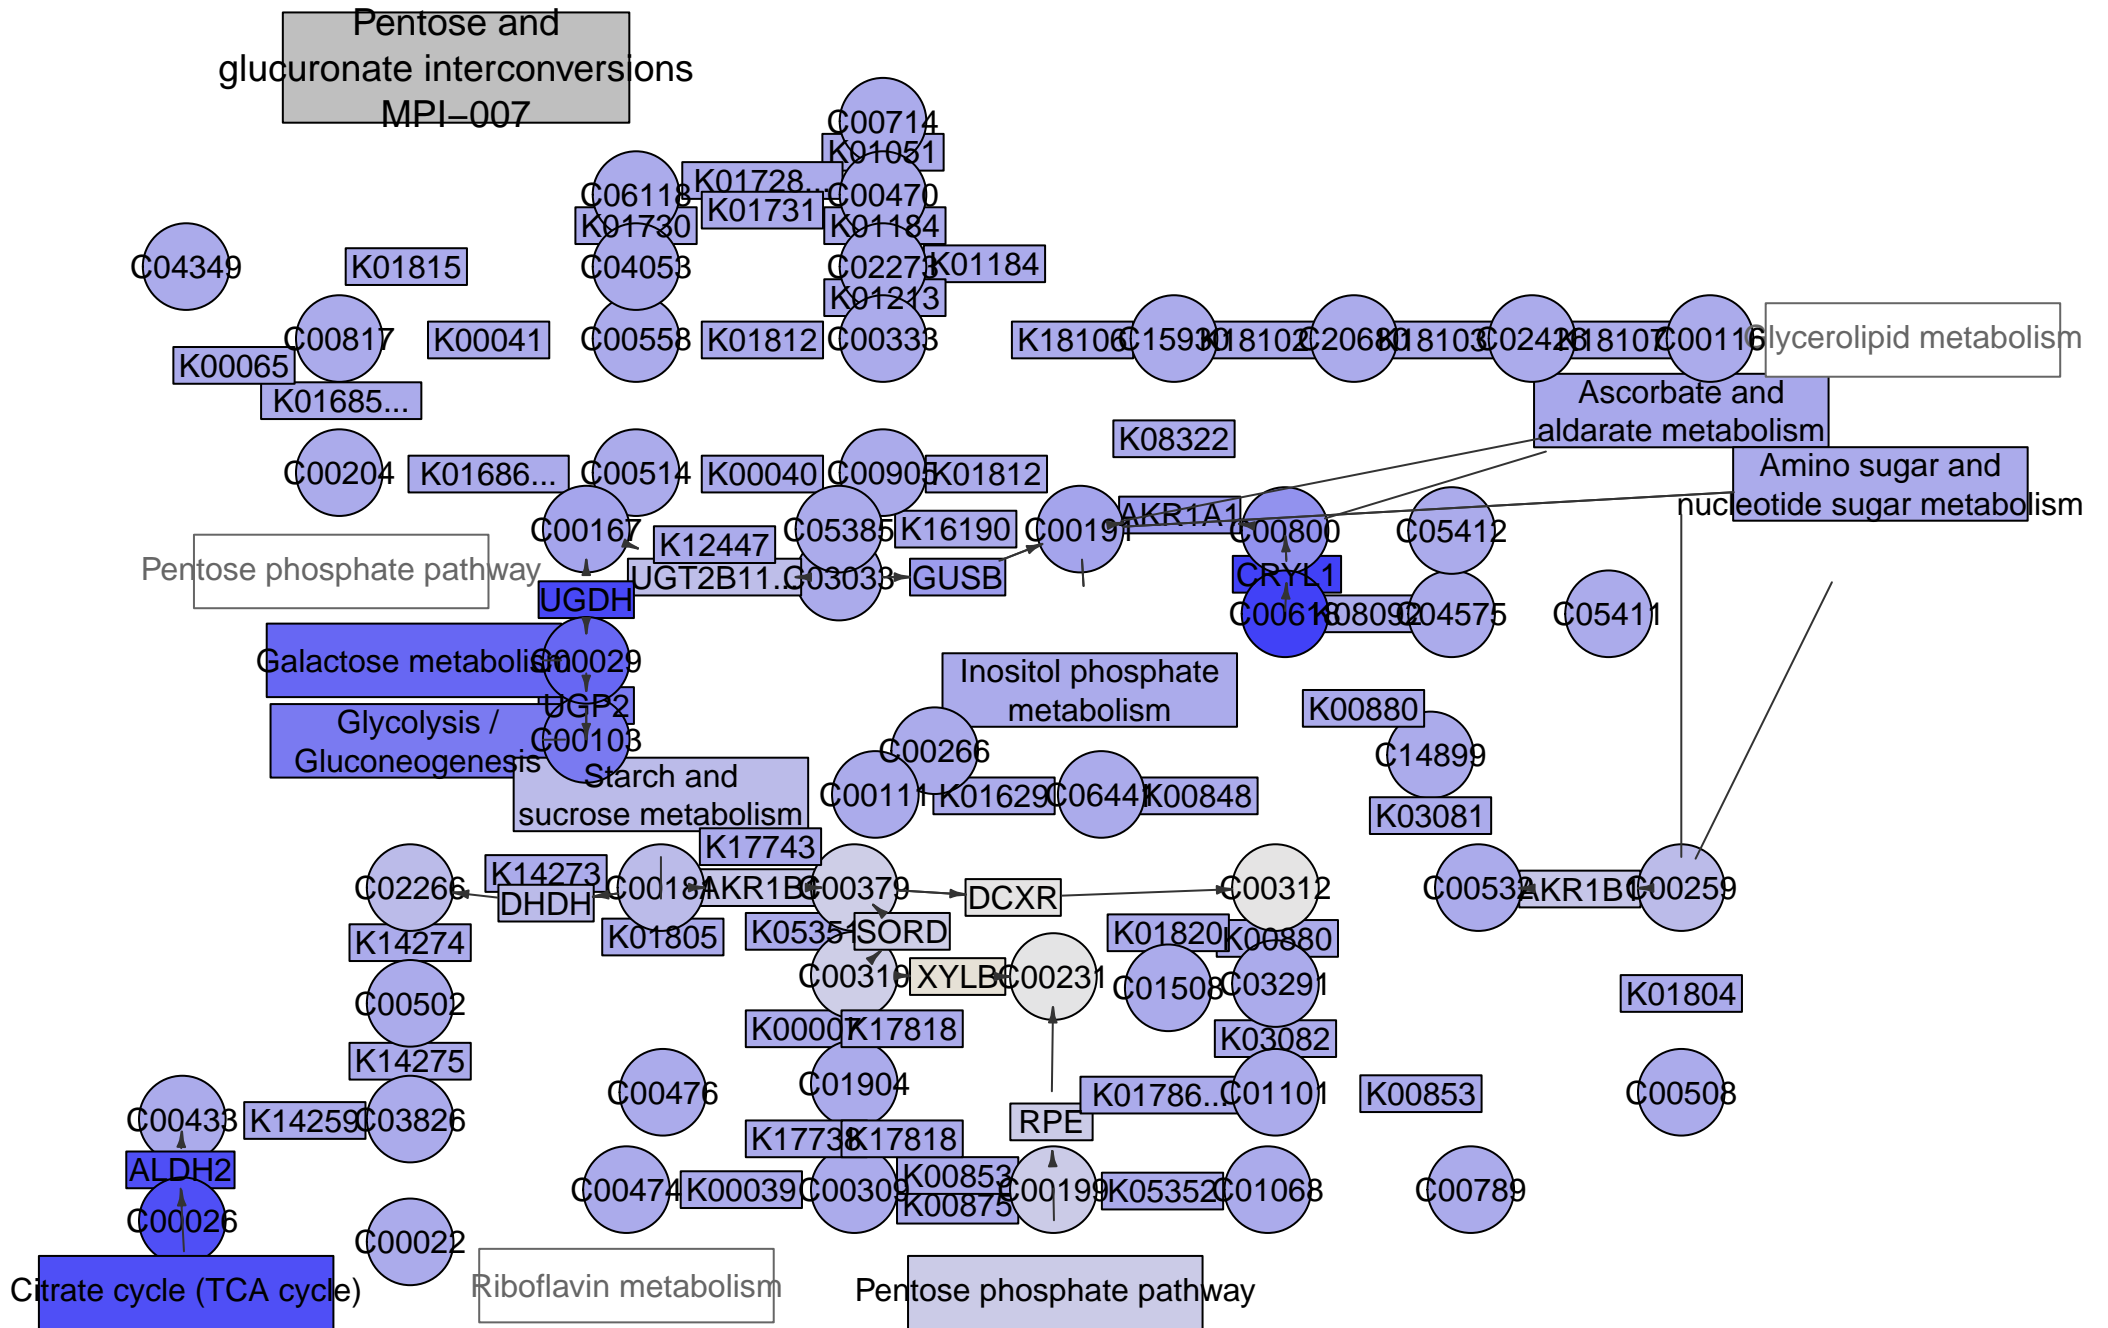 Pentose and
glucuronate interconversions
MPI−007
C00714
K01051
C06118
K01728...
C00470
K01731
K01730
K01184
C04349
K01815
C04053
C02273
K01184
K01213
C00817
K00041
C00558
K01812
C00333
K18106
C15930
K18102
C20680
K18103
C02426
K18107
C00116
Glycerolipid metabolism
K00065
K01685...
Ascorbate and
aldarate metabolism
K08322
C00204
K01686...
C00514
K00040
C00905
K01812
Amino sugar and
nucleotide sugar metabolism
C00167
K12447
C05385
K16190
C00191
AKR1A1
C00800
C05412
Pentose phosphate pathway
UGT2B11...
C03033
GUSB
CRYL1
UGDH
C00618
K08092
C04575
C05411
Galactose metabolism
C00029
Inositol phosphate
metabolism
UGP2
K00880
Glycolysis /
Gluconeogenesis
C00103
C00266
C14899
Starch and
sucrose metabolism
C00111
K01629
C06441
K00848
K03081
K17743
C02266
K14273
DHDH
C00181
C00379
DCXR
C00312
C00532
AKR1B1
C00259
K14274
K01805
SORD
K01820
K00880
C00310
XYLB
C00231
C01508
C03291
K01804
C00502
K00007
K17818
K03082
K14275
C00476
C01904
K01786...
C01101
K00853
C00508
C00433
K14259
C03826
RPE
K17738
K17818
ALDH2
C00474
K00039
C00309
K00853
K00875
C00199
K05352
C01068
C00789
C00026
C00022
Citrate cycle (TCA cycle)
Riboflavin metabolism
Pentose phosphate pathway